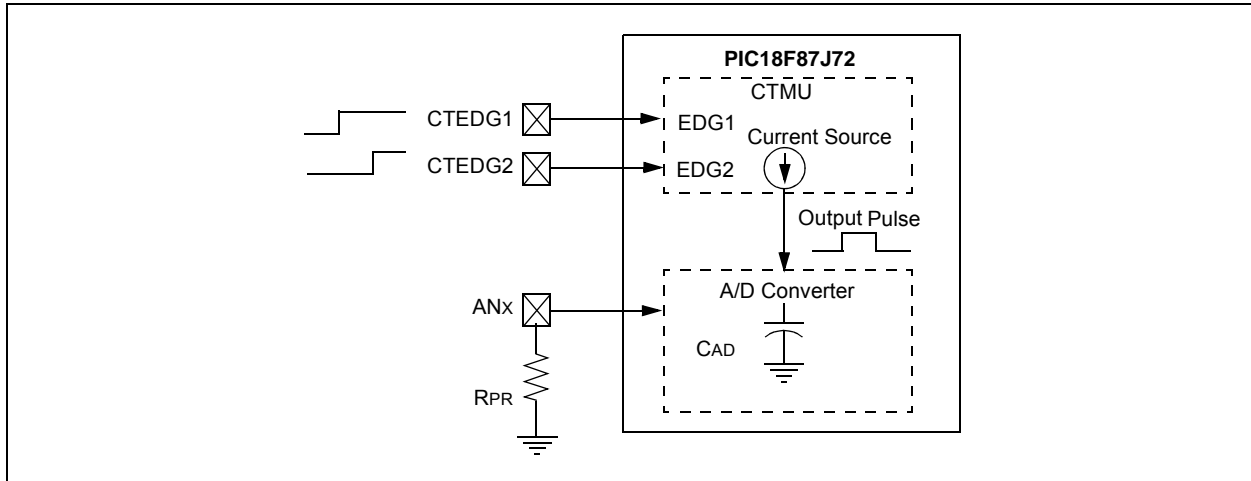 PIC18F87J72
CTMU
CTEDG1
EDG1
Current Source
CTEDG2
EDG2
Output Pulse
A/D Converter
ANX
CAD
RPR